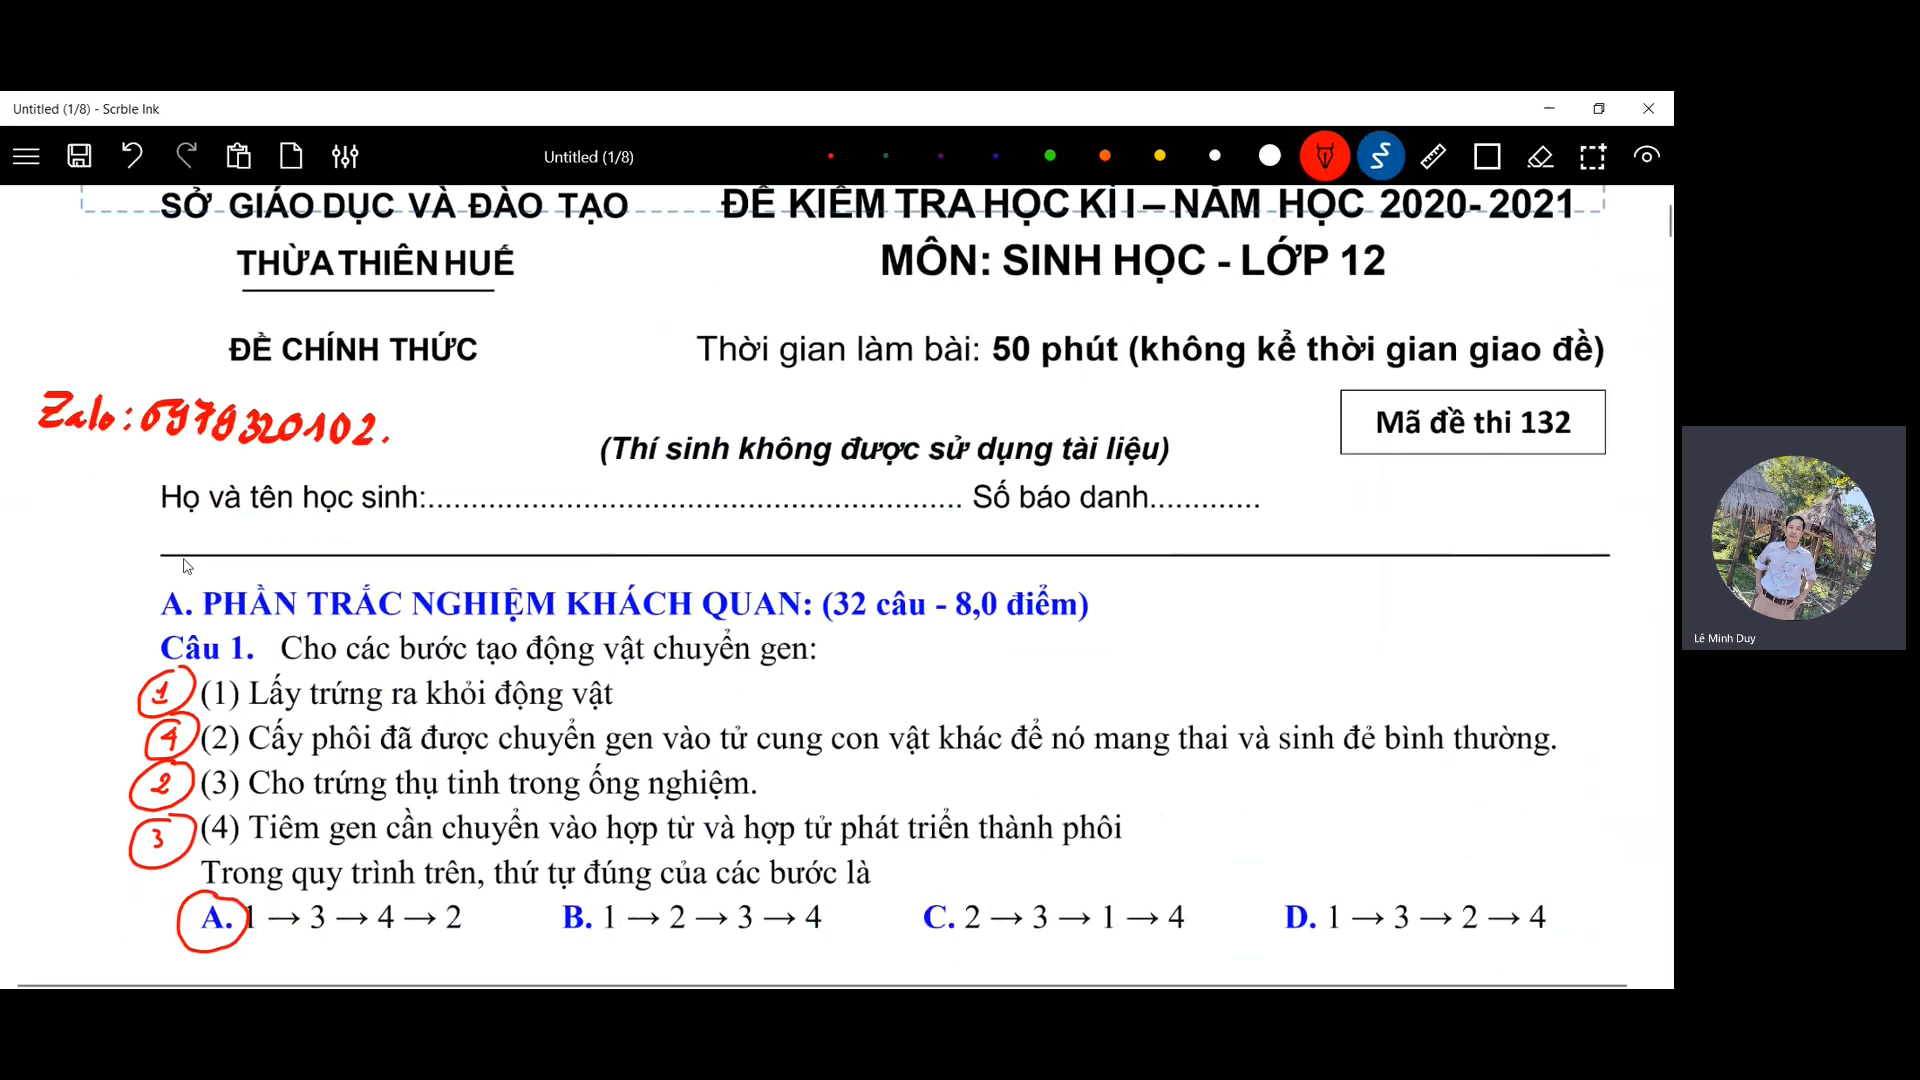 Untitled (1/8) - Scrble Ink
Untitled (1/8)
SỞ GIÁO DỤC VÀ ĐÀO TẠO
ĐỀ KIỂM TRA HỌC KÌ I – NĂM HỌC 2020- 2021
THỪA THIÊN HUẾ
MÔN: SINH HỌC - LỚP 12
ĐỀ CHÍNH THỨC
Thời gian làm bài: 50 phút (không kể thời gian giao đề)
Zalo: 0979320102.
Mã đề thi 132
(Thí sinh không được sử dụng tài liệu)
Họ và tên học sinh:............................................................. Số báo danh.............
A. PHẦN TRẮC NGHIỆM KHÁCH QUAN: (32 câu - 8,0 điểm)
Câu 1. Cho các bước tạo động vật chuyển gen:
1 (1) Lấy trứng ra khỏi động vật
4 (2) Cấy phôi đã được chuyển gen vào tử cung con vật khác để nó mang thai và sinh đẻ bình thường.
2 (3) Cho trứng thụ tinh trong ống nghiệm.
3 (4) Tiêm gen cần chuyển vào hợp từ và hợp tử phát triển thành phôi
Trong quy trình trên, thứ tự đúng của các bước là
A. 1 → 3 → 4 → 2 B. 1 → 2 → 3 → 4 C. 2 → 3 → 1 → 4 D. 1 → 3 → 2 → 4
Lê Minh Duy